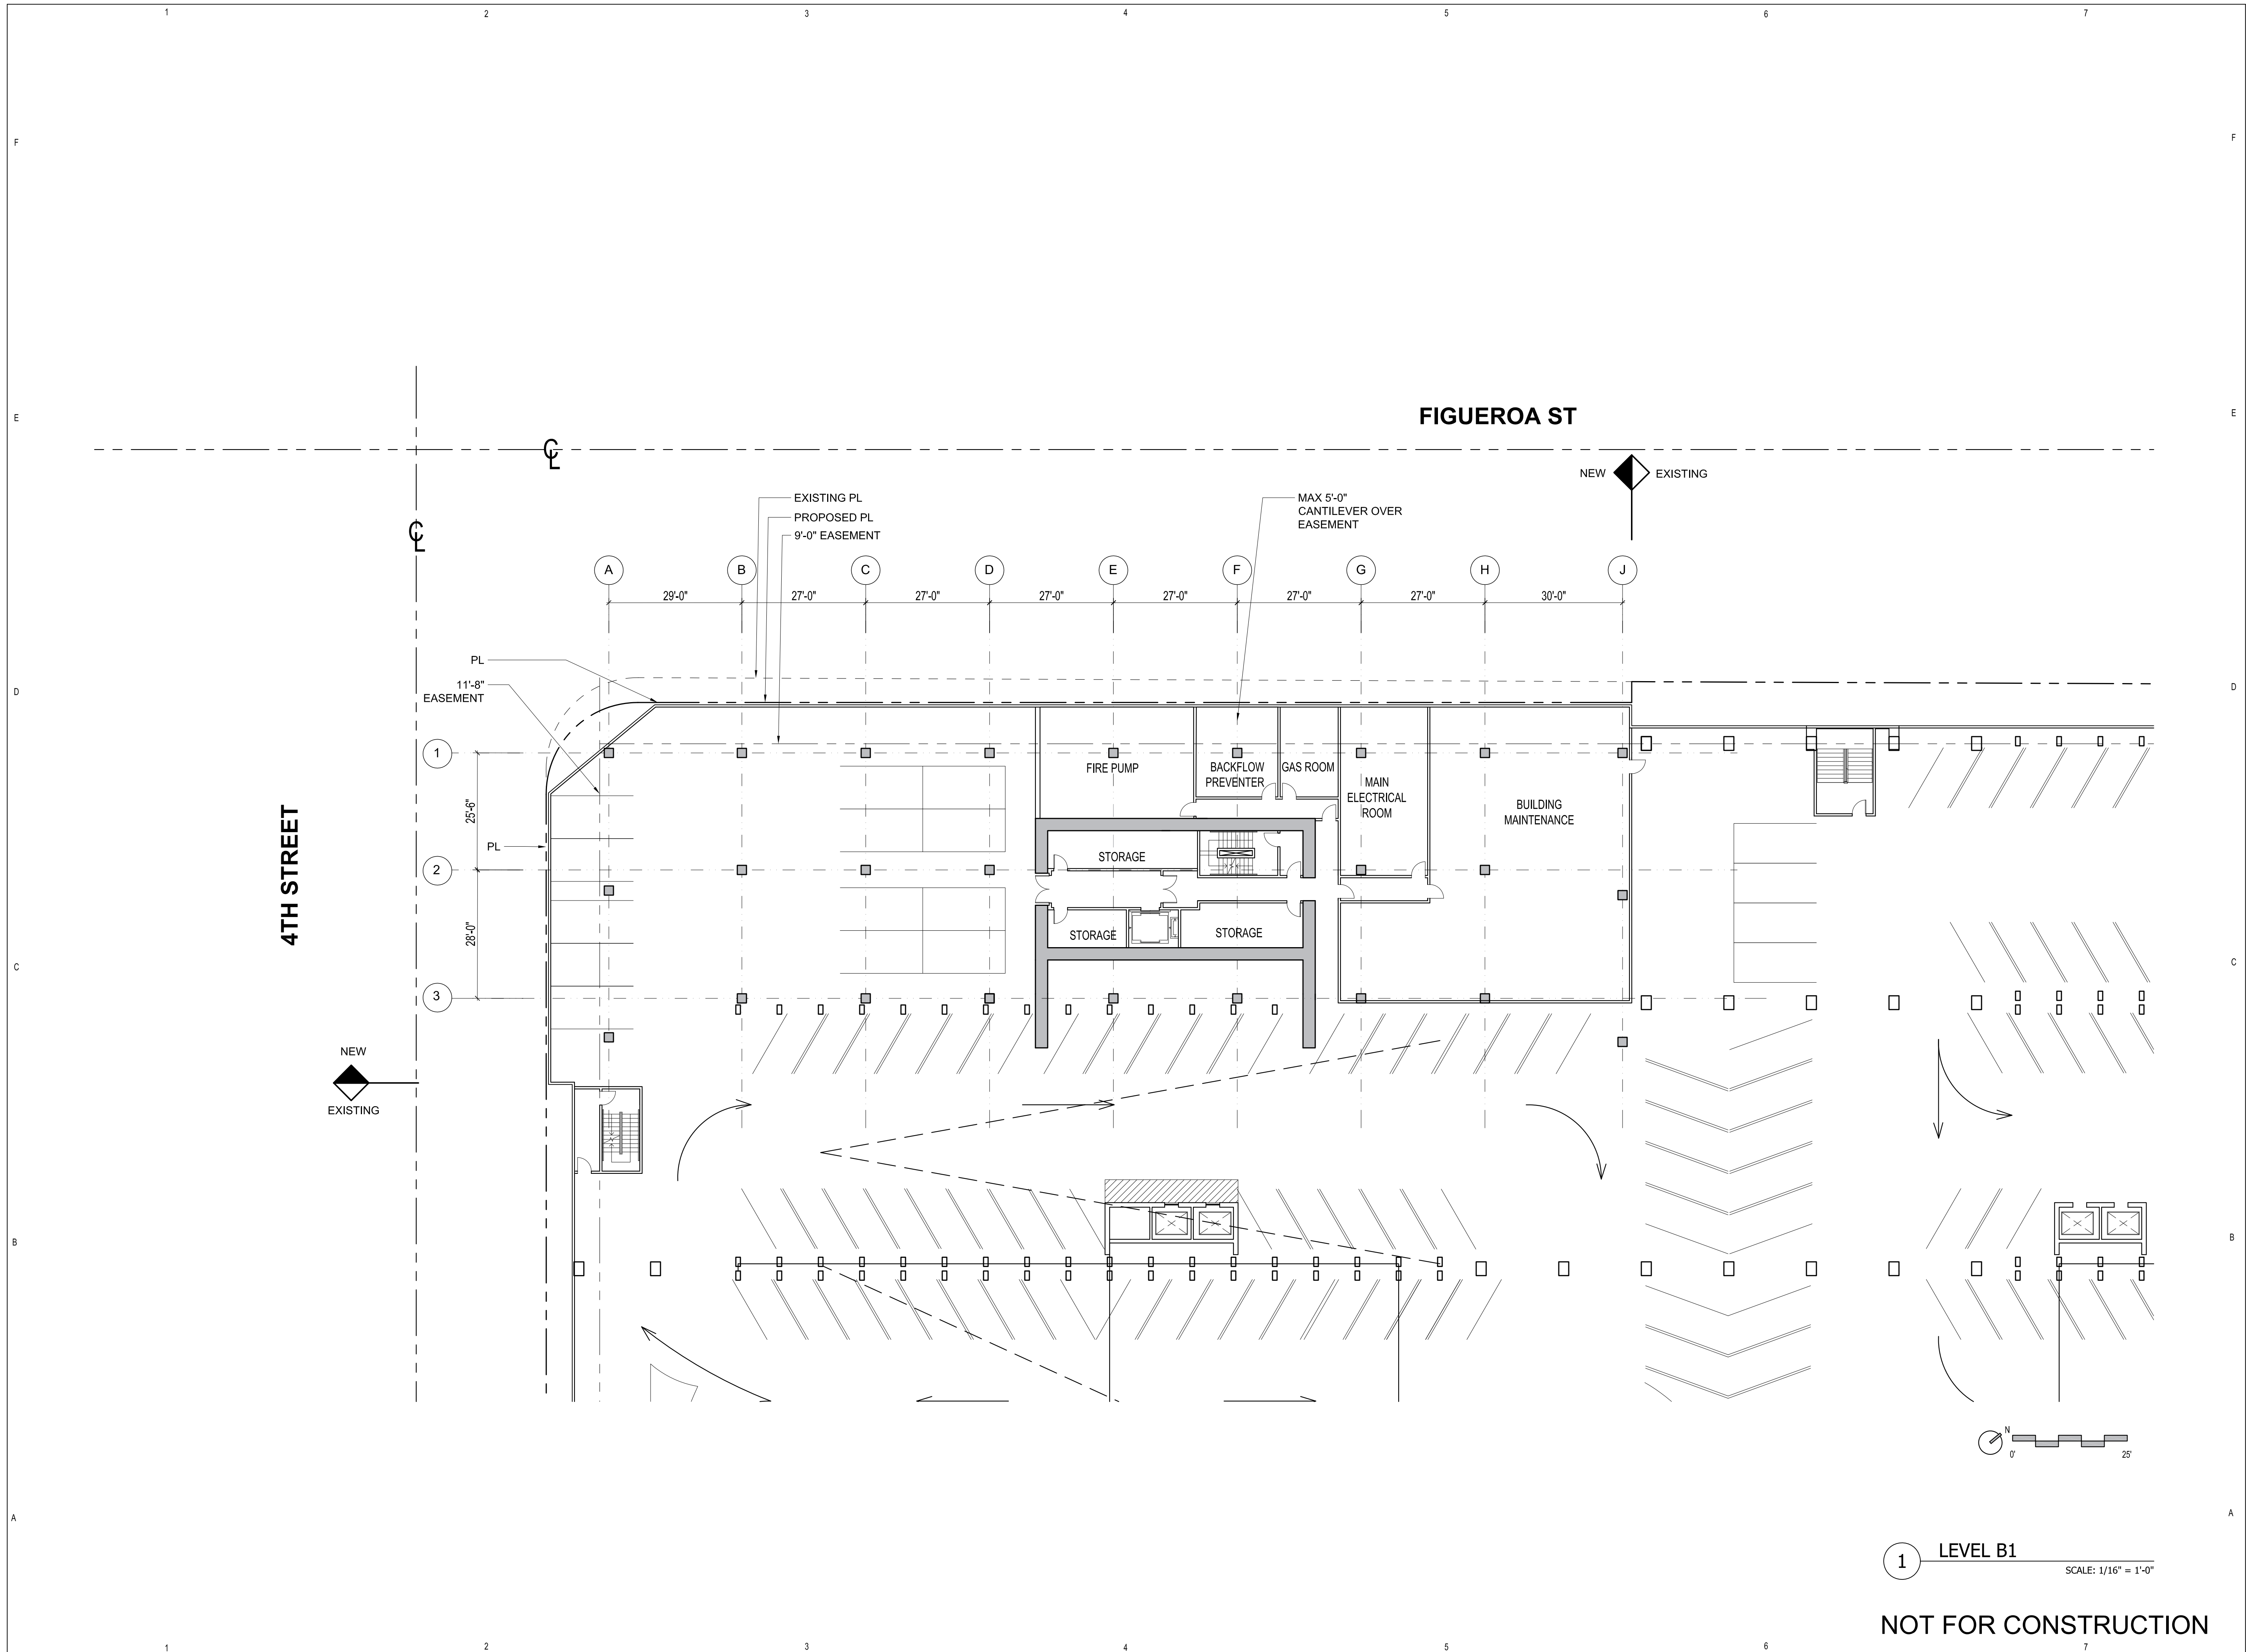 1 2 3 4 5 6 7
F F
E E
FIGUEROA ST
℄
NEW EXISTING
EXISTING PL
PROPOSED PL
9'-0" EASEMENT
MAX 5'-0"
CANTILEVER OVER
EASEMENT
℄
A B C D E F G H J
29'-0" 27'-0" 27'-0" 27'-0" 27'-0" 27'-0" 27'-0" 30'-0"
PL
11'-8"
EASEMENT
D D
1
FIRE PUMP
BACKFLOW
PREVENTER
GAS ROOM
MAIN
ELECTRICAL
ROOM
BUILDING
MAINTENANCE
25'-6"
4TH STREET
PL
STORAGE
2
28'-0"
STORAGE
STORAGE
C C
3
NEW
EXISTING
B B
N
0' 25'
A A
1 LEVEL B1
SCALE: 1/16" = 1'-0"
NOT FOR CONSTRUCTION
1 2 3 4 5 6 7